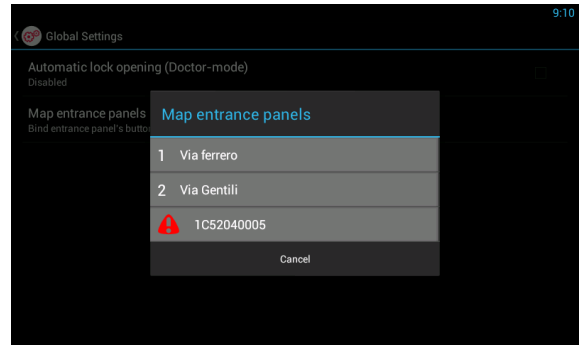 9:10
Global Settings
Automatic lock opening (Doctor-mode)
Disabled
Map entrance panels
Bind entrance panel's butto
Map entrance panels
1 Via ferrero
2 Via Gentili
1C52040005
Cancel